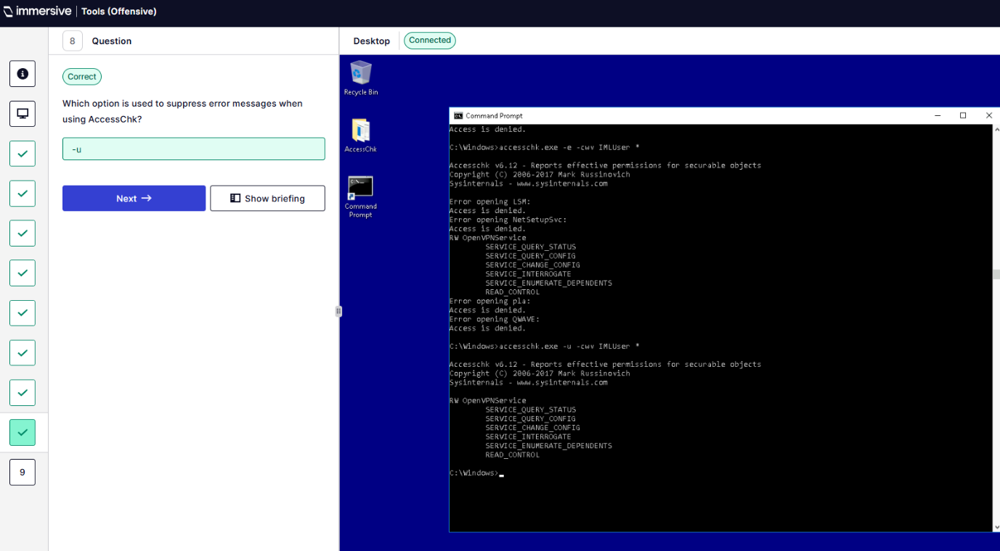 immersive | Tools (Offensive)
8 Question
Desktop Connected
Correct
Which option is used to suppress error messages when
using AccessChk?
-u
Next → Show briefing
9
Recycle Bin
AccessChk
Command
Prompt
Command Prompt
Access is denied.
C:\Windows>accesschk.exe -e -cwv IMLUser *
Accesschk v6.12 - Reports effective permissions for securable objects
Copyright (C) 2006-2017 Mark Russinovich
Sysinternals - www.sysinternals.com
Error opening LSM:
Access is denied.
Error opening NetSetupSvc:
Access is denied.
RW OpenVPNService
SERVICE_QUERY_STATUS
SERVICE_QUERY_CONFIG
SERVICE_CHANGE_CONFIG
SERVICE_INTERROGATE
SERVICE_ENUMERATE_DEPENDENTS
READ_CONTROL
Error opening pla:
Access is denied.
Error opening QWAVE:
Access is denied.
C:\Windows>accesschk.exe -u -cwv IMLUser *
Accesschk v6.12 - Reports effective permissions for securable objects
Copyright (C) 2006-2017 Mark Russinovich
Sysinternals - www.sysinternals.com
RW OpenVPNService
SERVICE_QUERY_STATUS
SERVICE_QUERY_CONFIG
SERVICE_CHANGE_CONFIG
SERVICE_INTERROGATE
SERVICE_ENUMERATE_DEPENDENTS
READ_CONTROL
C:\Windows>